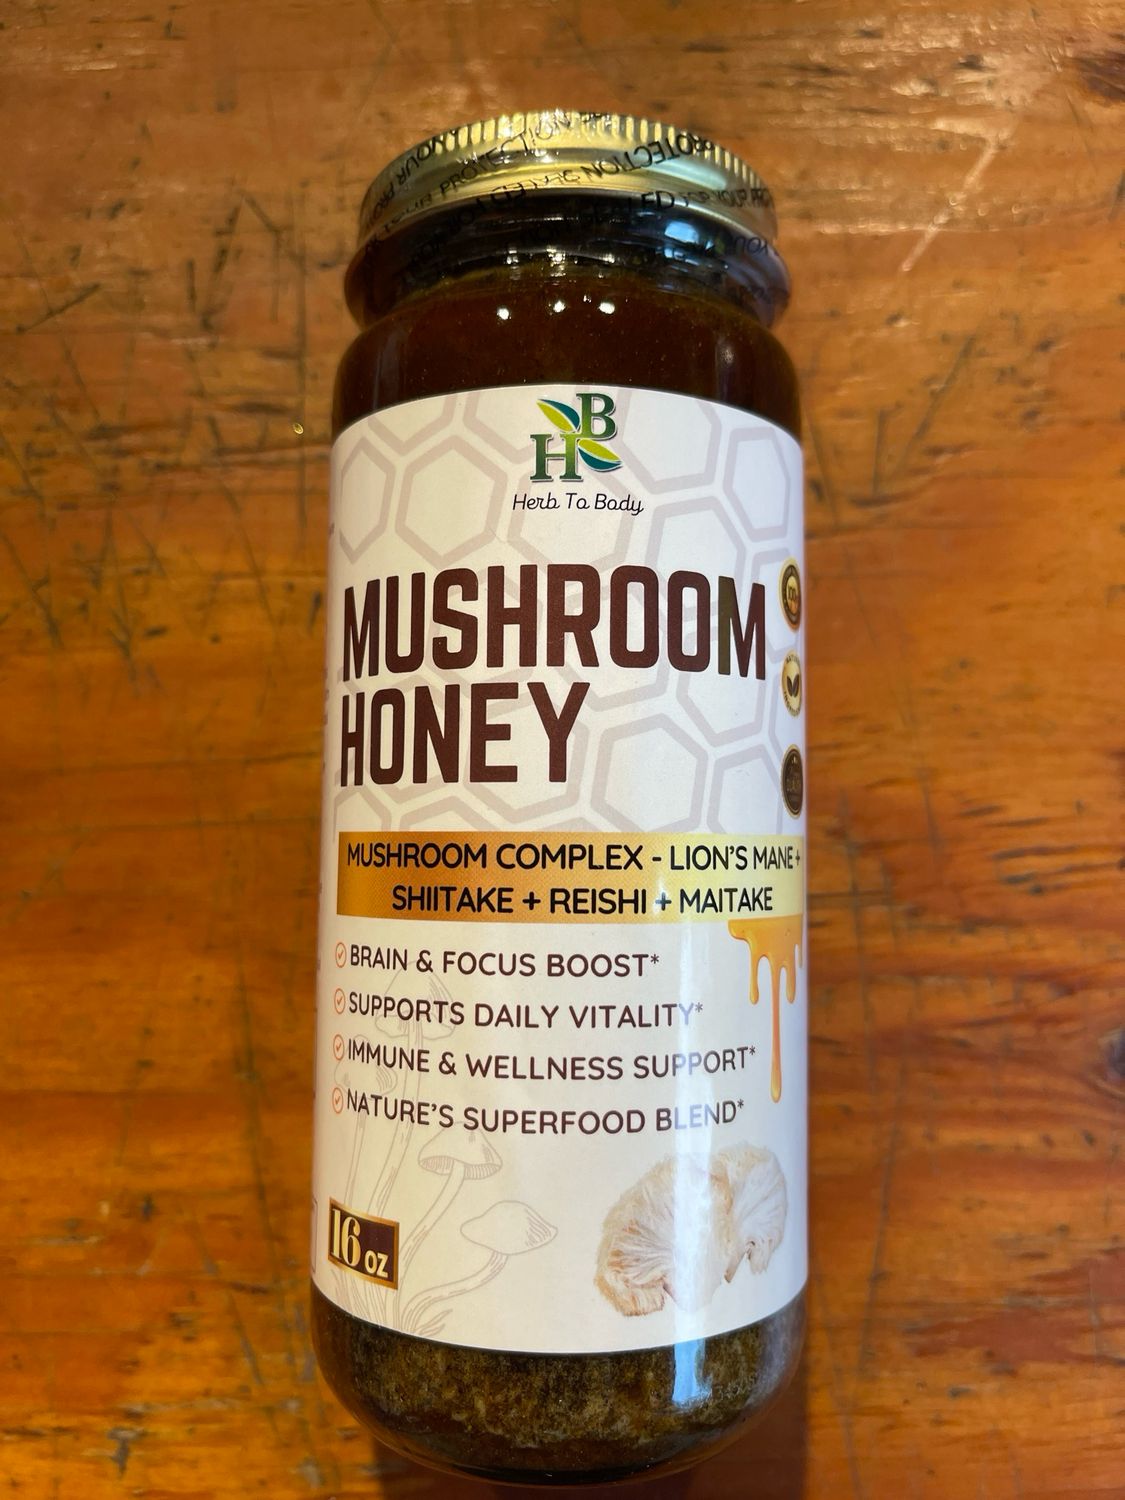 HB
Herb To Body
MUSHROOM
HONEY
MUSHROOM COMPLEX - LION'S MANE +
SHIITAKE + REISHI + MAITAKE
BRAIN & FOCUS BOOST*
SUPPORTS DAILY VITALITY*
IMMUNE & WELLNESS SUPPORT*
NATURE'S SUPERFOOD BLEND*
16 oz